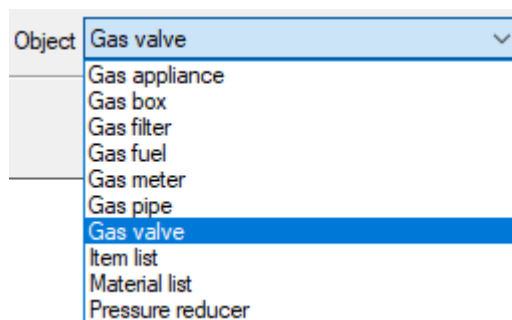 Object Gas valve
Gas appliance
Gas box
Gas filter
Gas fuel
Gas meter
Gas pipe
Gas valve
Item list
Material list
Pressure reducer